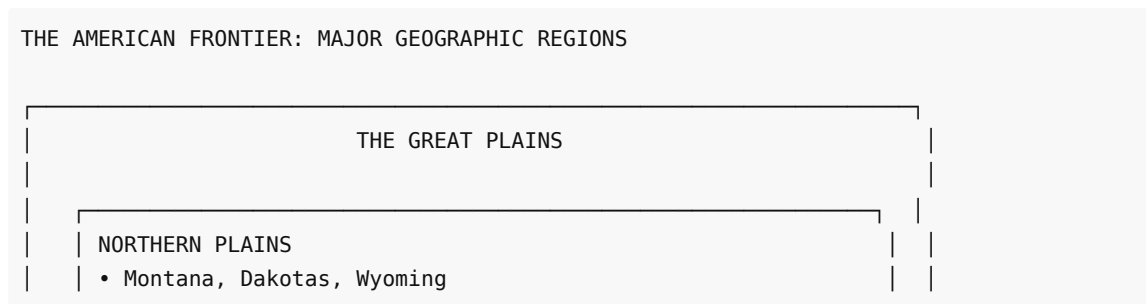 THE AMERICAN FRONTIER: MAJOR GEOGRAPHIC REGIONS
THE GREAT PLAINS
NORTHERN PLAINS
• Montana, Dakotas, Wyoming